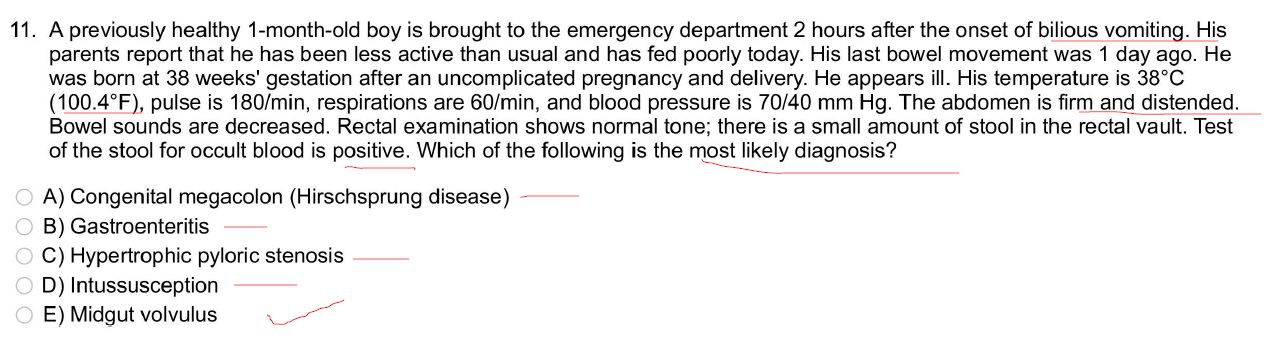 11. A previously healthy 1-month-old boy is brought to the emergency department 2 hours after the onset of bilious vomiting. His
parents report that he has been less active than usual and has fed poorly today. His last bowel movement was 1 day ago. He
was born at 38 weeks' gestation after an uncomplicated pregnancy and delivery. He appears ill. His temperature is 38°C
(100.4°F), pulse is 180/min, respirations are 60/min, and blood pressure is 70/40 mm Hg. The abdomen is firm and distended.
Bowel sounds are decreased. Rectal examination shows normal tone; there is a small amount of stool in the rectal vault. Test
of the stool for occult blood is positive. Which of the following is the most likely diagnosis?
A) Congenital megacolon (Hirschsprung disease)
B) Gastroenteritis
C) Hypertrophic pyloric stenosis
D) Intussusception
E) Midgut volvulus